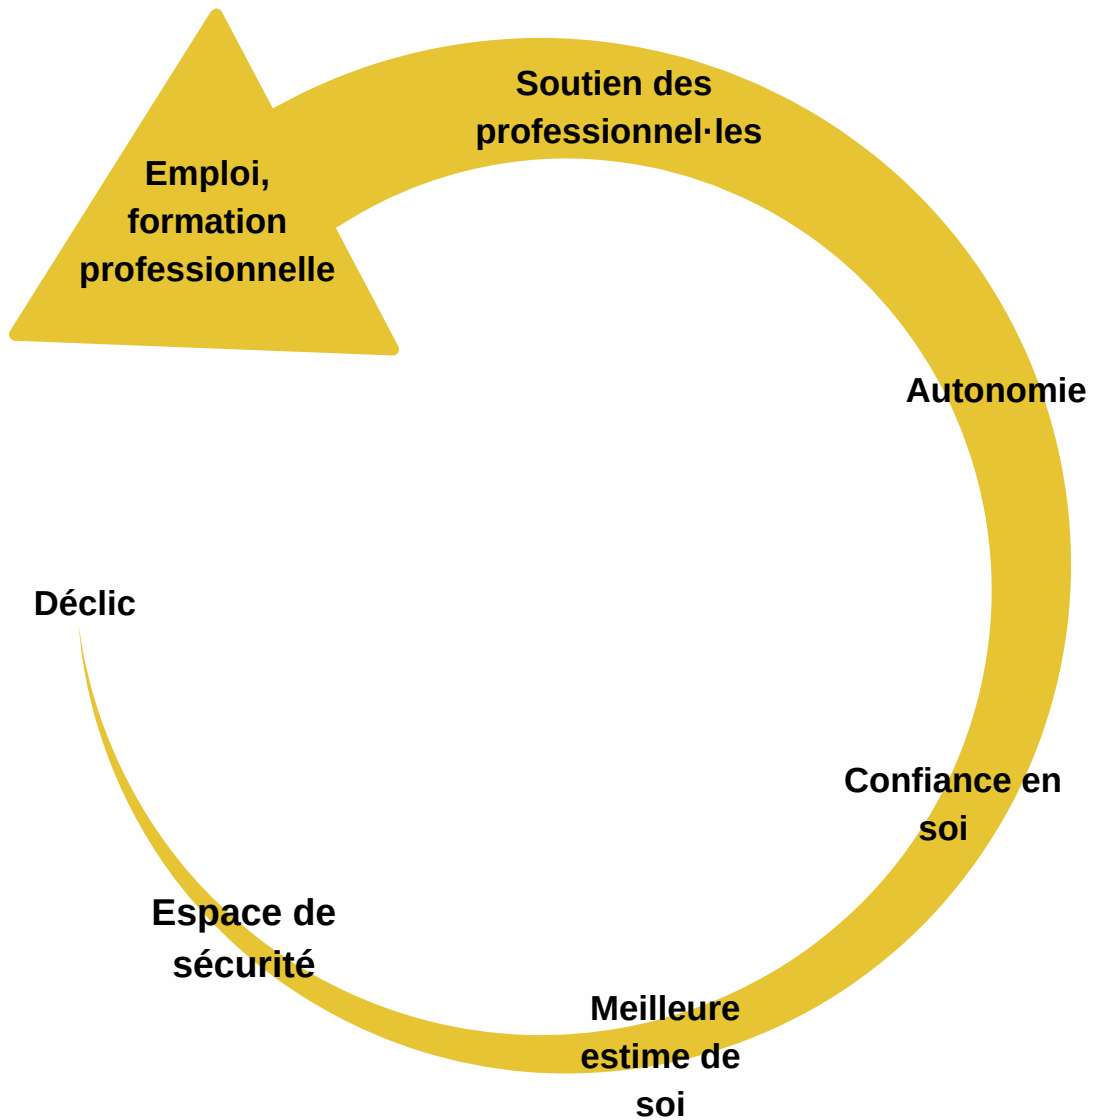 Soutien des
professionnel·les
Emploi,
formation
professionnelle
Autonomie
Déclic
Confiance en
soi
Espace de
sécurité
Meilleure
estime de
soi